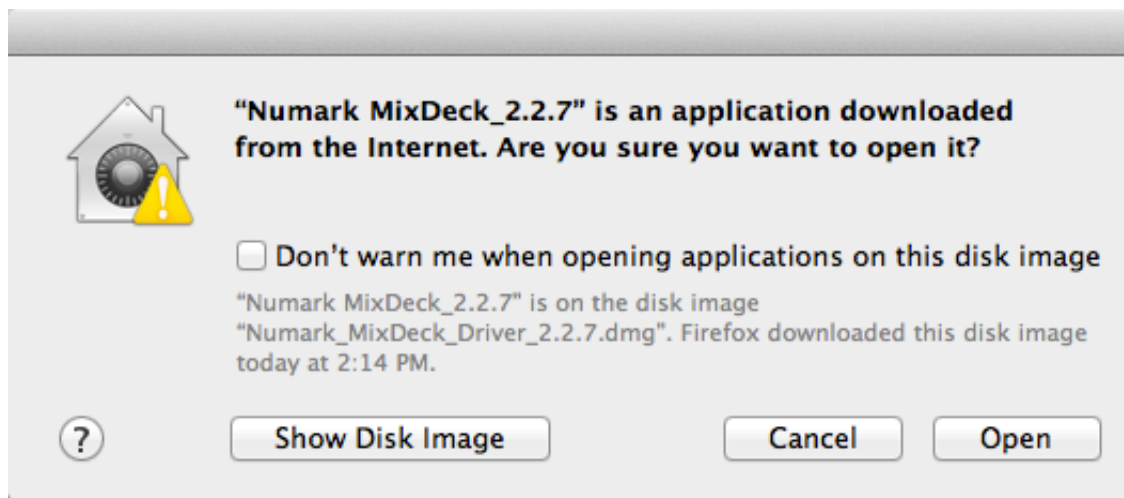 “Numark MixDeck_2.2.7” is an application downloaded
from the Internet. Are you sure you want to open it?
Don’t warn me when opening applications on this disk image
“Numark MixDeck_2.2.7” is on the disk image
“Numark_MixDeck_Driver_2.2.7.dmg”. Firefox downloaded this disk image
today at 2:14 PM.
? Show Disk Image Cancel Open